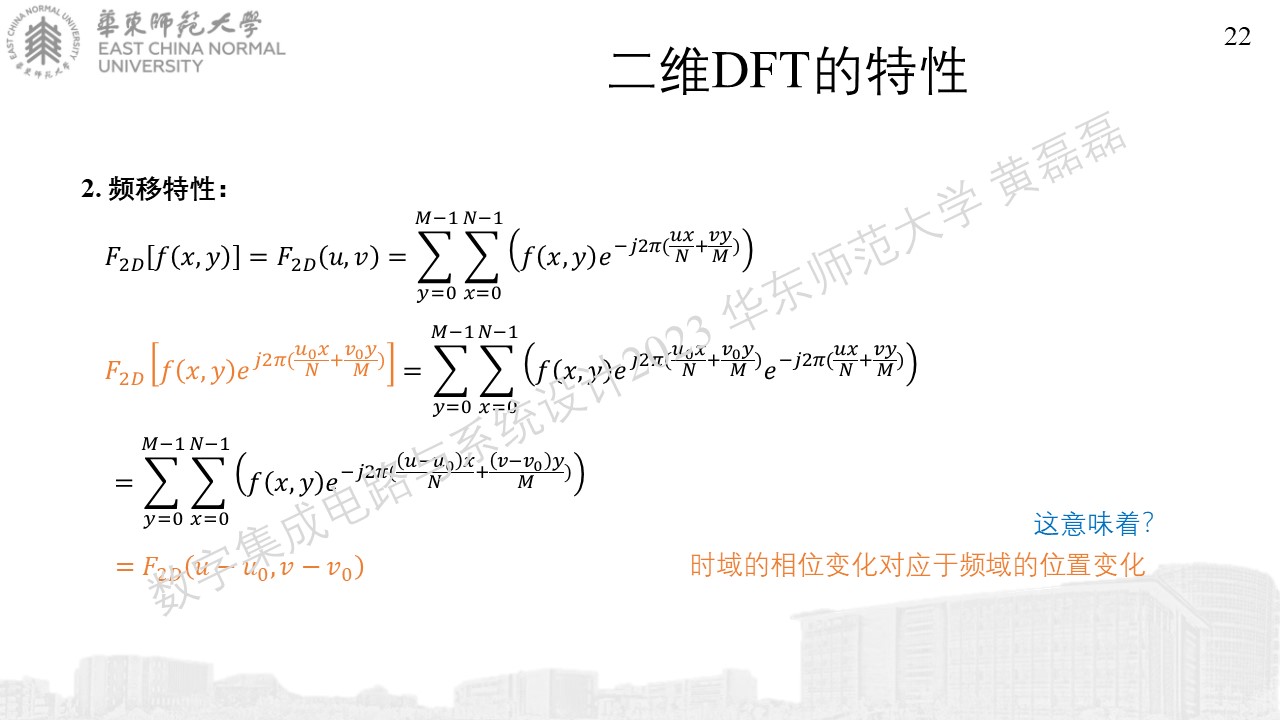 華東師範大學
EAST CHINA NORMAL
UNIVERSITY
EAST CHINA NORMAL UNIVERSITY
華東師範大學
22
二维DFT的特性
2. 频移特性：
F_{2D}[f(x,y)] = F_{2D}(u,v) = \sum_{y=0}^{M-1} \sum_{x=0}^{N-1} \left( f(x,y)e^{-j2\pi(\frac{ux}{N}+\frac{vy}{M})} \right)
F_{2D}\left[ f(x,y)e^{j2\pi(\frac{u_0x}{N}+\frac{v_0y}{M})} \right] = \sum_{y=0}^{M-1} \sum_{x=0}^{N-1} \left( f(x,y)e^{j2\pi(\frac{u_0x}{N}+\frac{v_0y}{M})}e^{-j2\pi(\frac{ux}{N}+\frac{vy}{M})} \right)
= \sum_{y=0}^{M-1} \sum_{x=0}^{N-1} \left( f(x,y)e^{-j2\pi(\frac{(u-u_0)x}{N}+\frac{(v-v_0)y}{M})} \right)
= F_{2D}(u-u_0,v-v_0)
这意味着?
时域的相位变化对应于频域的位置变化
数字集成电路与系统设计2023 华东师范大学 黄磊磊